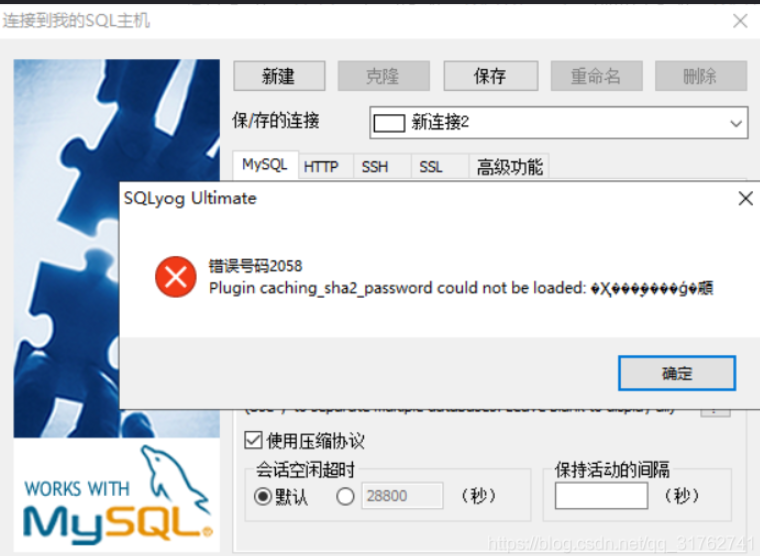 连接到我的SQL主机
新建
克隆
保存
重命名
删除
保/存的连接
新连接2
MySQL
HTTP
SSH
SSL
高级功能
SQLyog Ultimate
错误号码2058
Plugin caching_sha2_password could not be loaded: �Ҳ���ָ����ģ�顣
确定
使用压缩协议
会话空闲超时
默认
28800
(秒)
保持活动的间隔
(秒)
WORKS WITH
MySQL
https://blog.csdn.net/qq_31762741